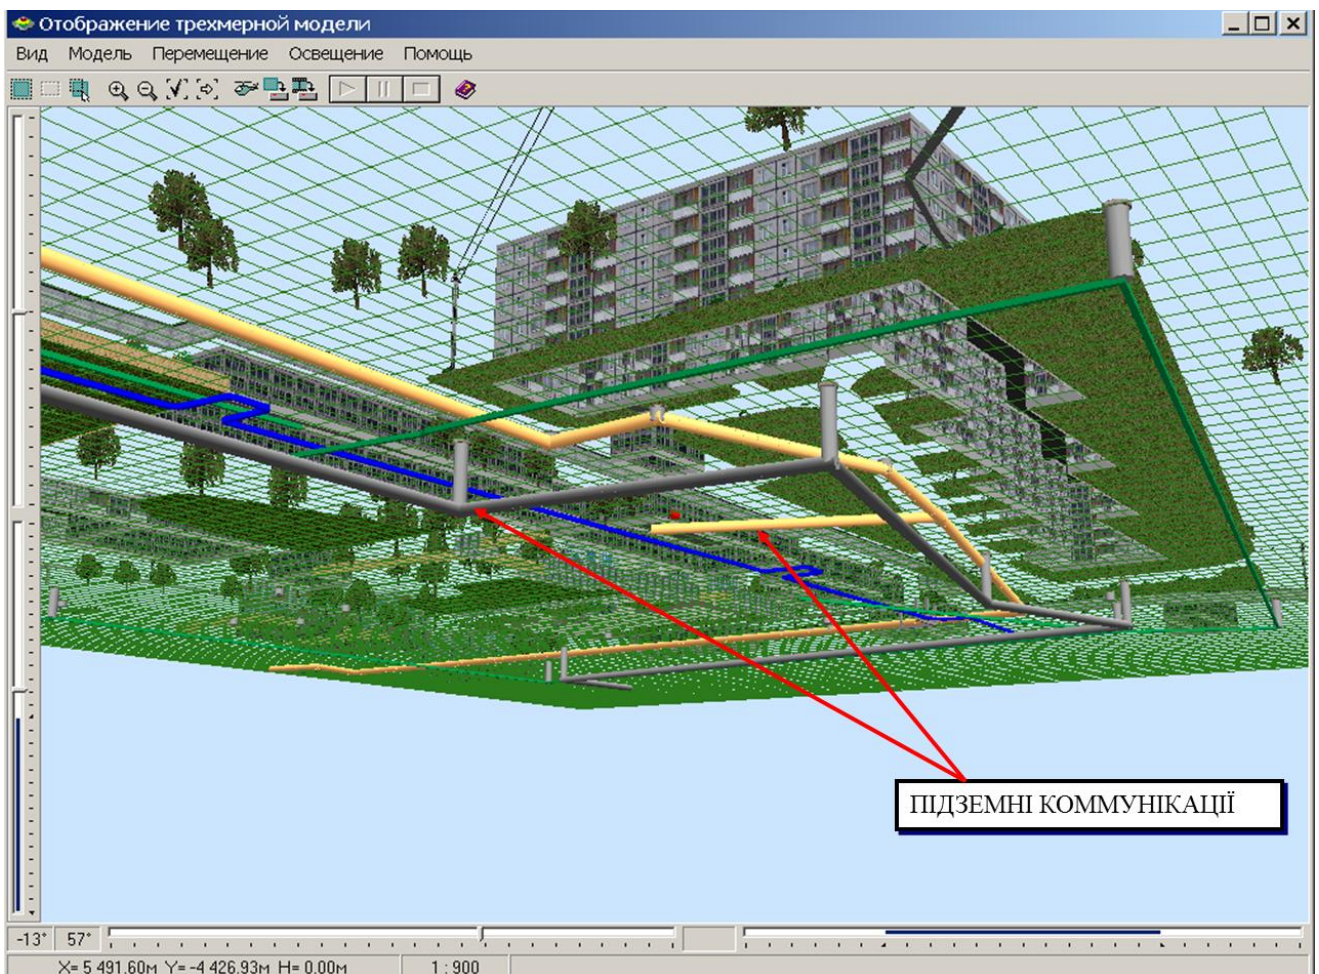 Отображение трехмерной модели
Вид Модель Перемещение Освещение Помощь
ПІДЗЕМНІ КОММУНІКАЦІЇ
-13° 57°
X= 5 491.60м Y= -4 426.93м H= 0.00м 1 : 900